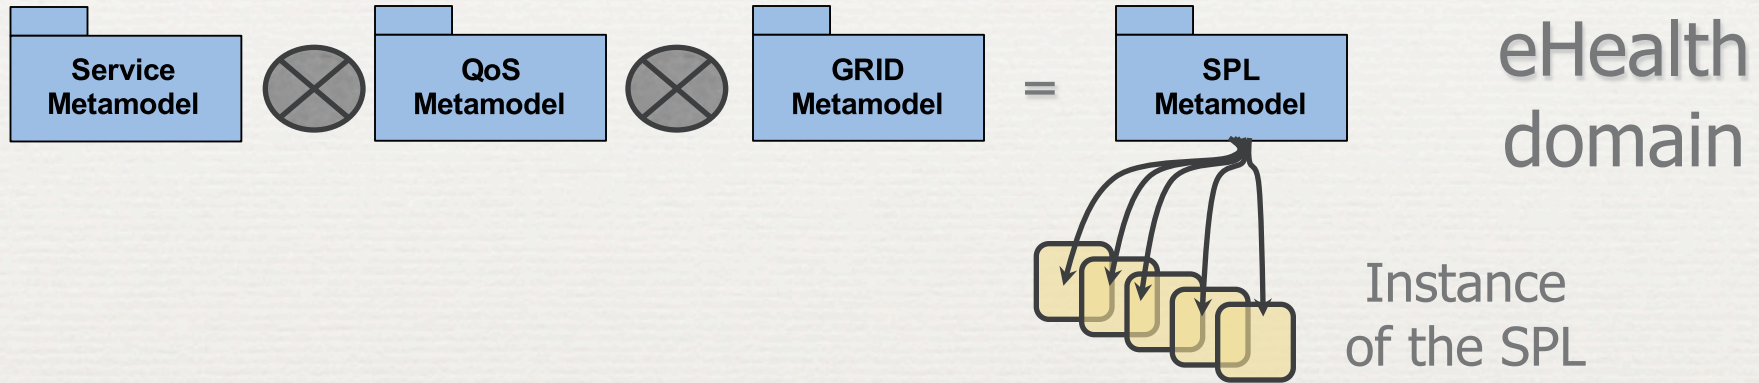 Service
Metamodel
QoS
Metamodel
GRID
Metamodel
=
SPL
Metamodel
eHealth
domain
Instance
of the SPL